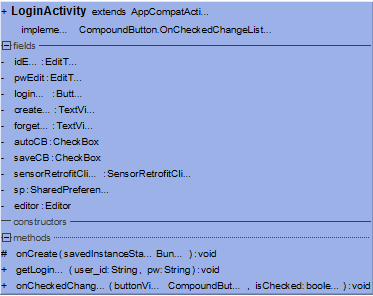 + LoginActivity extends AppCompatActi...
impleme... CompoundButton.OnCheckedChangeList...
fields
- idE... : EditT...
- pwEdit : EditT...
- login... : Butt...
- create... : TextVi...
- forget... : TextVi...
- autoCB : CheckBox
- saveCB : CheckBox
- sensorRetrofitCli... : SensorRetrofitCli...
- sp : SharedPreferen...
- editor : Editor
constructors
methods
# onCreate ( savedInstanceSta... Bun... ) : void
+ getLogin... ( user_id : String , pw : String ) : void
+ onCheckedChang... ( buttonVi... CompoundBut... , isChecked : boole... ) : void